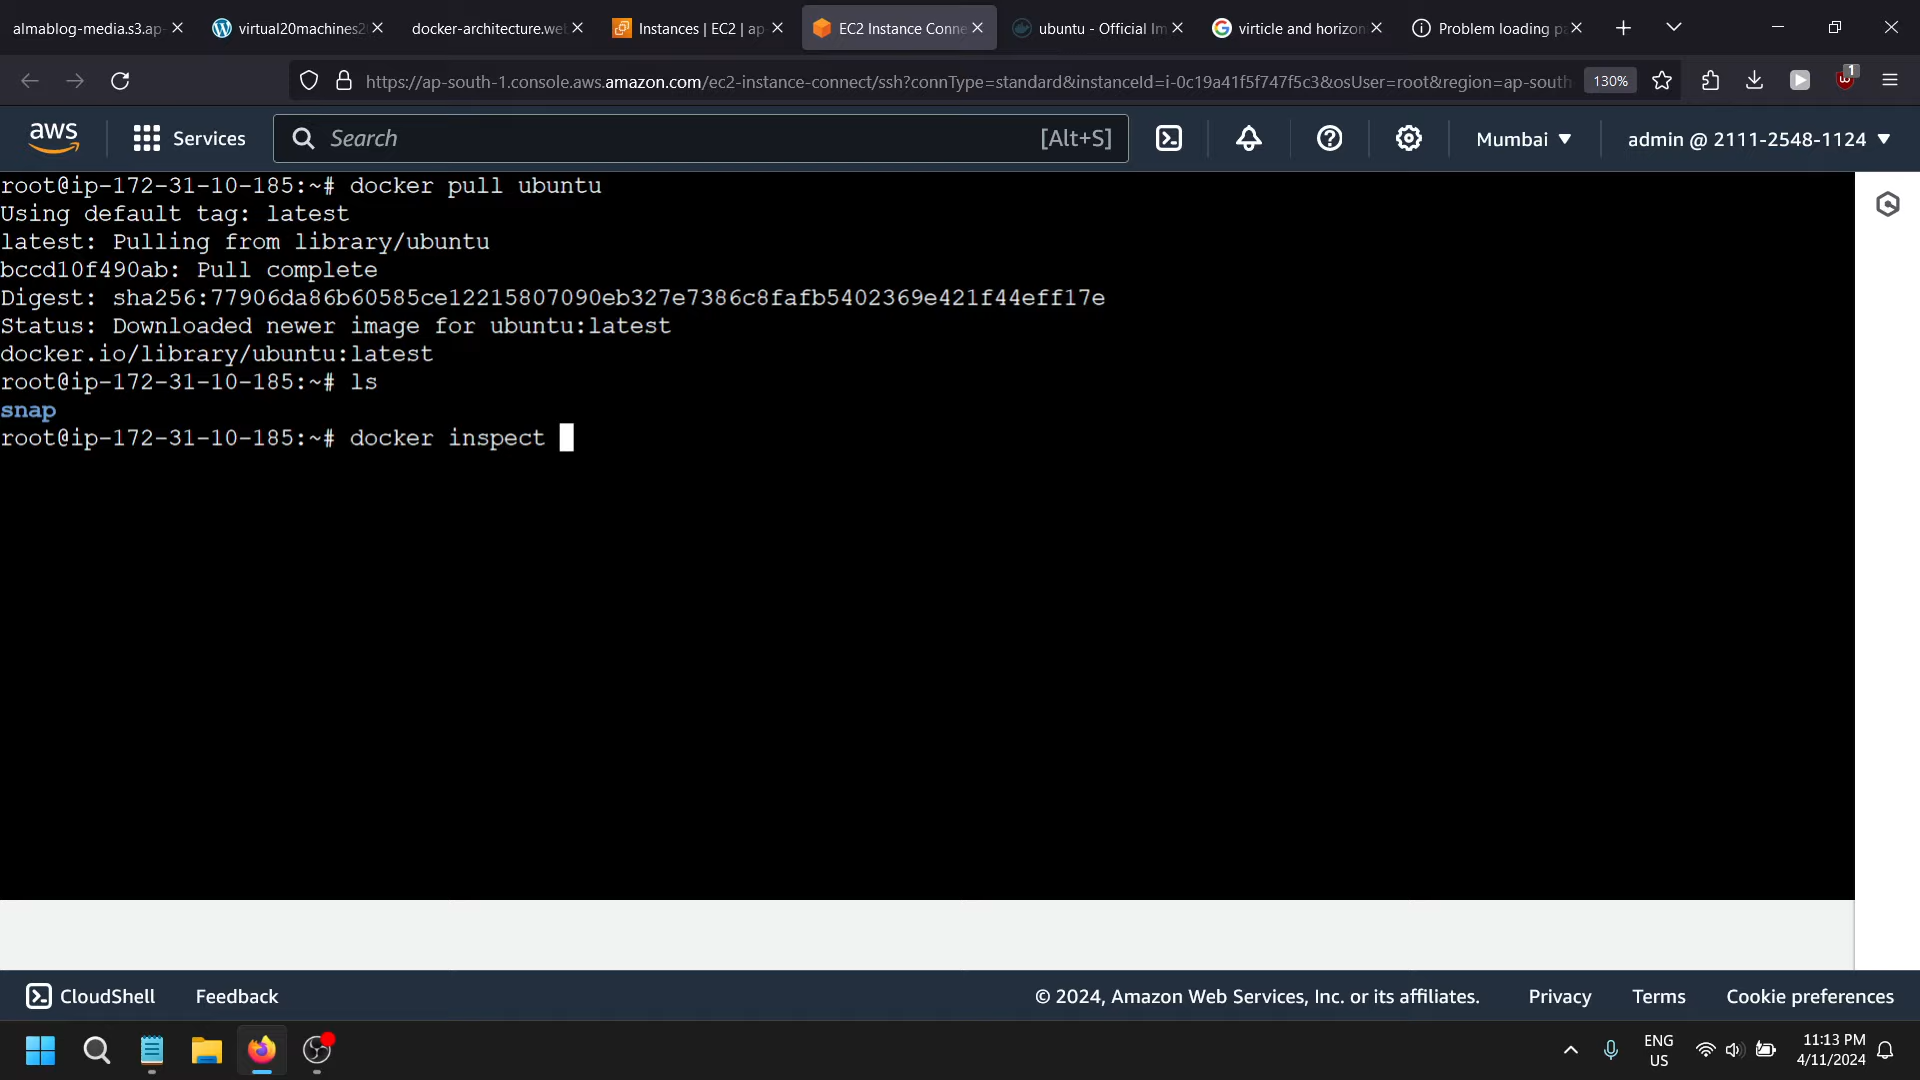 almablog-media.s3.ap-
virtual20machines20
docker-architecture.we
Instances | EC2 | ap-
EC2 Instance Conne
ubuntu - Official Im
virticle and horizon
Problem loading pa
https://ap-south-1.console.aws.amazon.com/ec2-instance-connect/ssh?connType=standard&instanceId=i-0c19a41f5f747f5c3&osUser=root&region=ap-south-
130%
1
aws
Services
Search
[Alt+S]
Mumbai
admin @ 2111-2548-1124
root@ip-172-31-10-185:~# docker pull ubuntu
Using default tag: latest
latest: Pulling from library/ubuntu
bccd10f490ab: Pull complete
Digest: sha256:77906da86b60585ce12215807090eb327e7386c8fafb5402369e421f44eff17e
Status: Downloaded newer image for ubuntu:latest
docker.io/library/ubuntu:latest
root@ip-172-31-10-185:~# ls
snap
root@ip-172-31-10-185:~# docker inspect
CloudShell
Feedback
© 2024, Amazon Web Services, Inc. or its affiliates.
Privacy
Terms
Cookie preferences
ENG
US
11:13 PM
4/11/2024